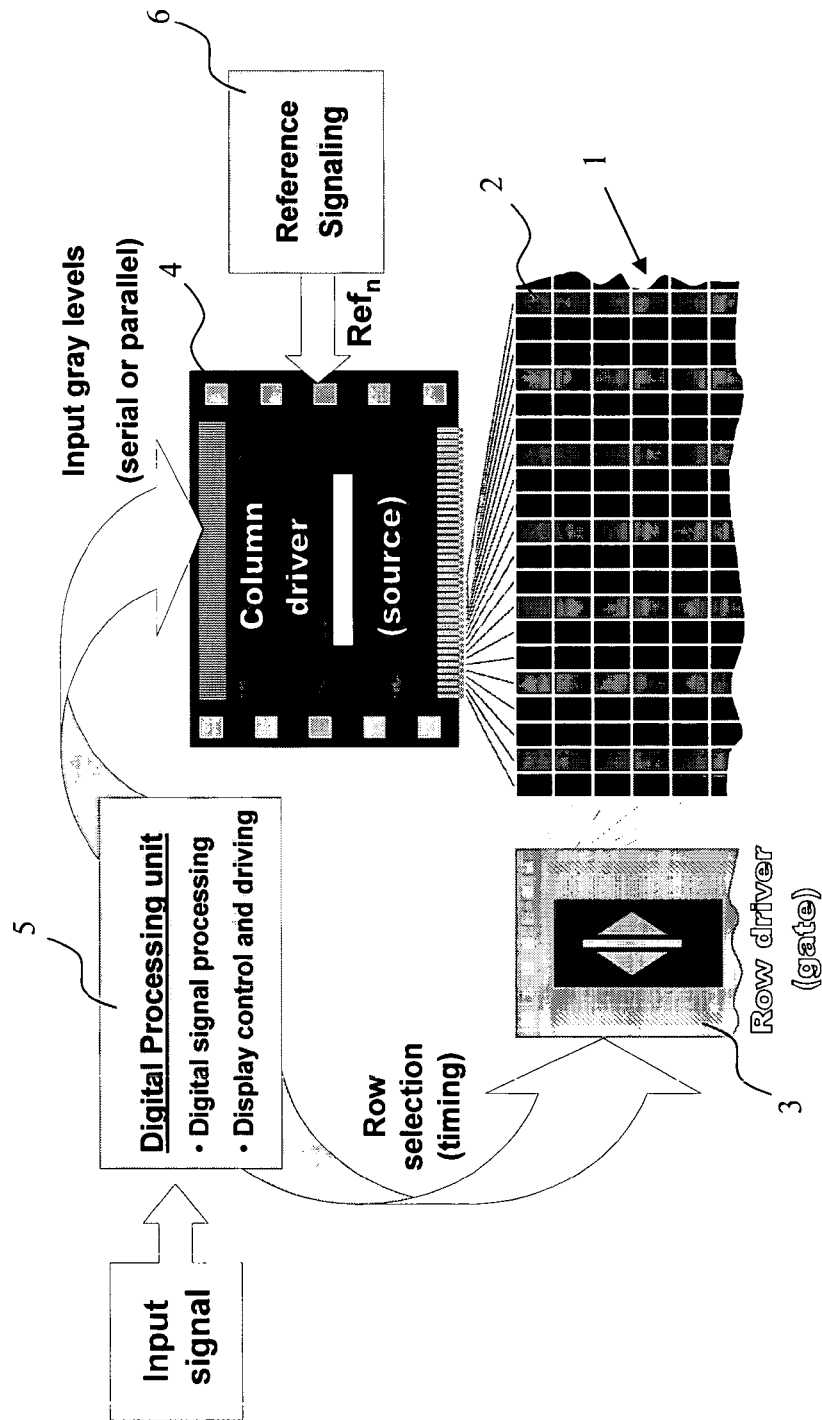 Input
signal
5
Digital Processing unit
• Digital signal processing
• Display control and driving
Input gray levels
(serial or parallel)
4
Column
driver
(source)
6
Reference
Signaling
Refn
Row
selection
(timing)
3
Row driver
(gate)
2
1